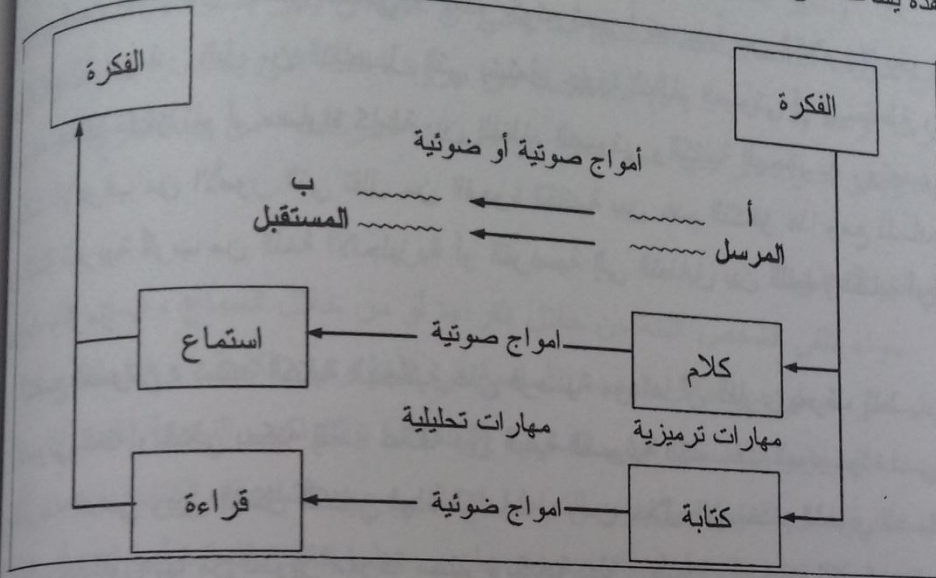 الفكرة
الفكرة
أمواج صوتية أو ضوئية
أ
ب
المرسل
المستقبل
كلام
امواج صوتية
استماع
مهارات ترميزية
مهارات تحليلية
كتابة
امواج ضوئية
قراءة